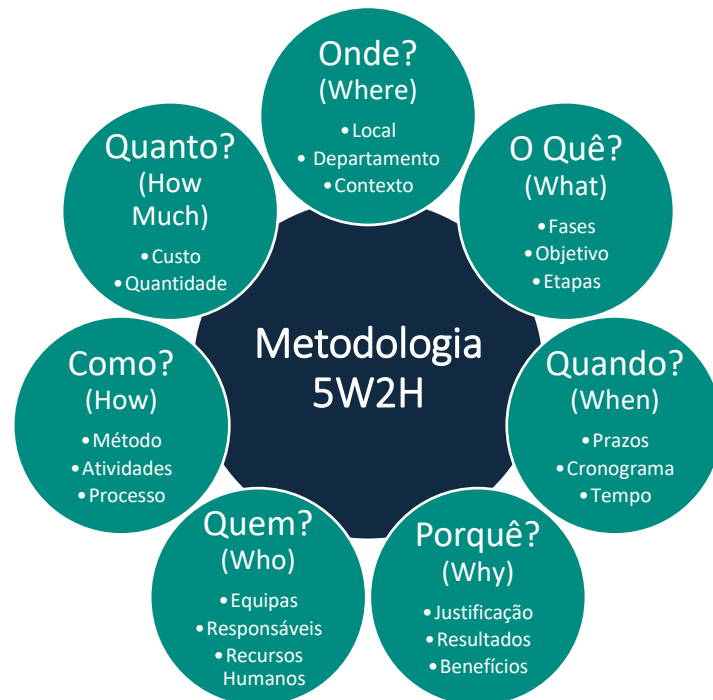 Onde?
(Where)
•Local
• Departamento
•Contexto
O Quê?
(What)
•Fases
•Objetivo
•Etapas
Quando?
(When)
•Prazos
•Cronograma
•Tempo
Porquê?
(Why)
•Justificação
•Resultados
•Benefícios
Quem?
(Who)
•Equipas
•Responsáveis
•Recursos
Humanos
Como?
(How)
•Método
•Atividades
•Processo
Quanto?
(How
Much)
•Custo
•Quantidade
Metodologia
5W2H